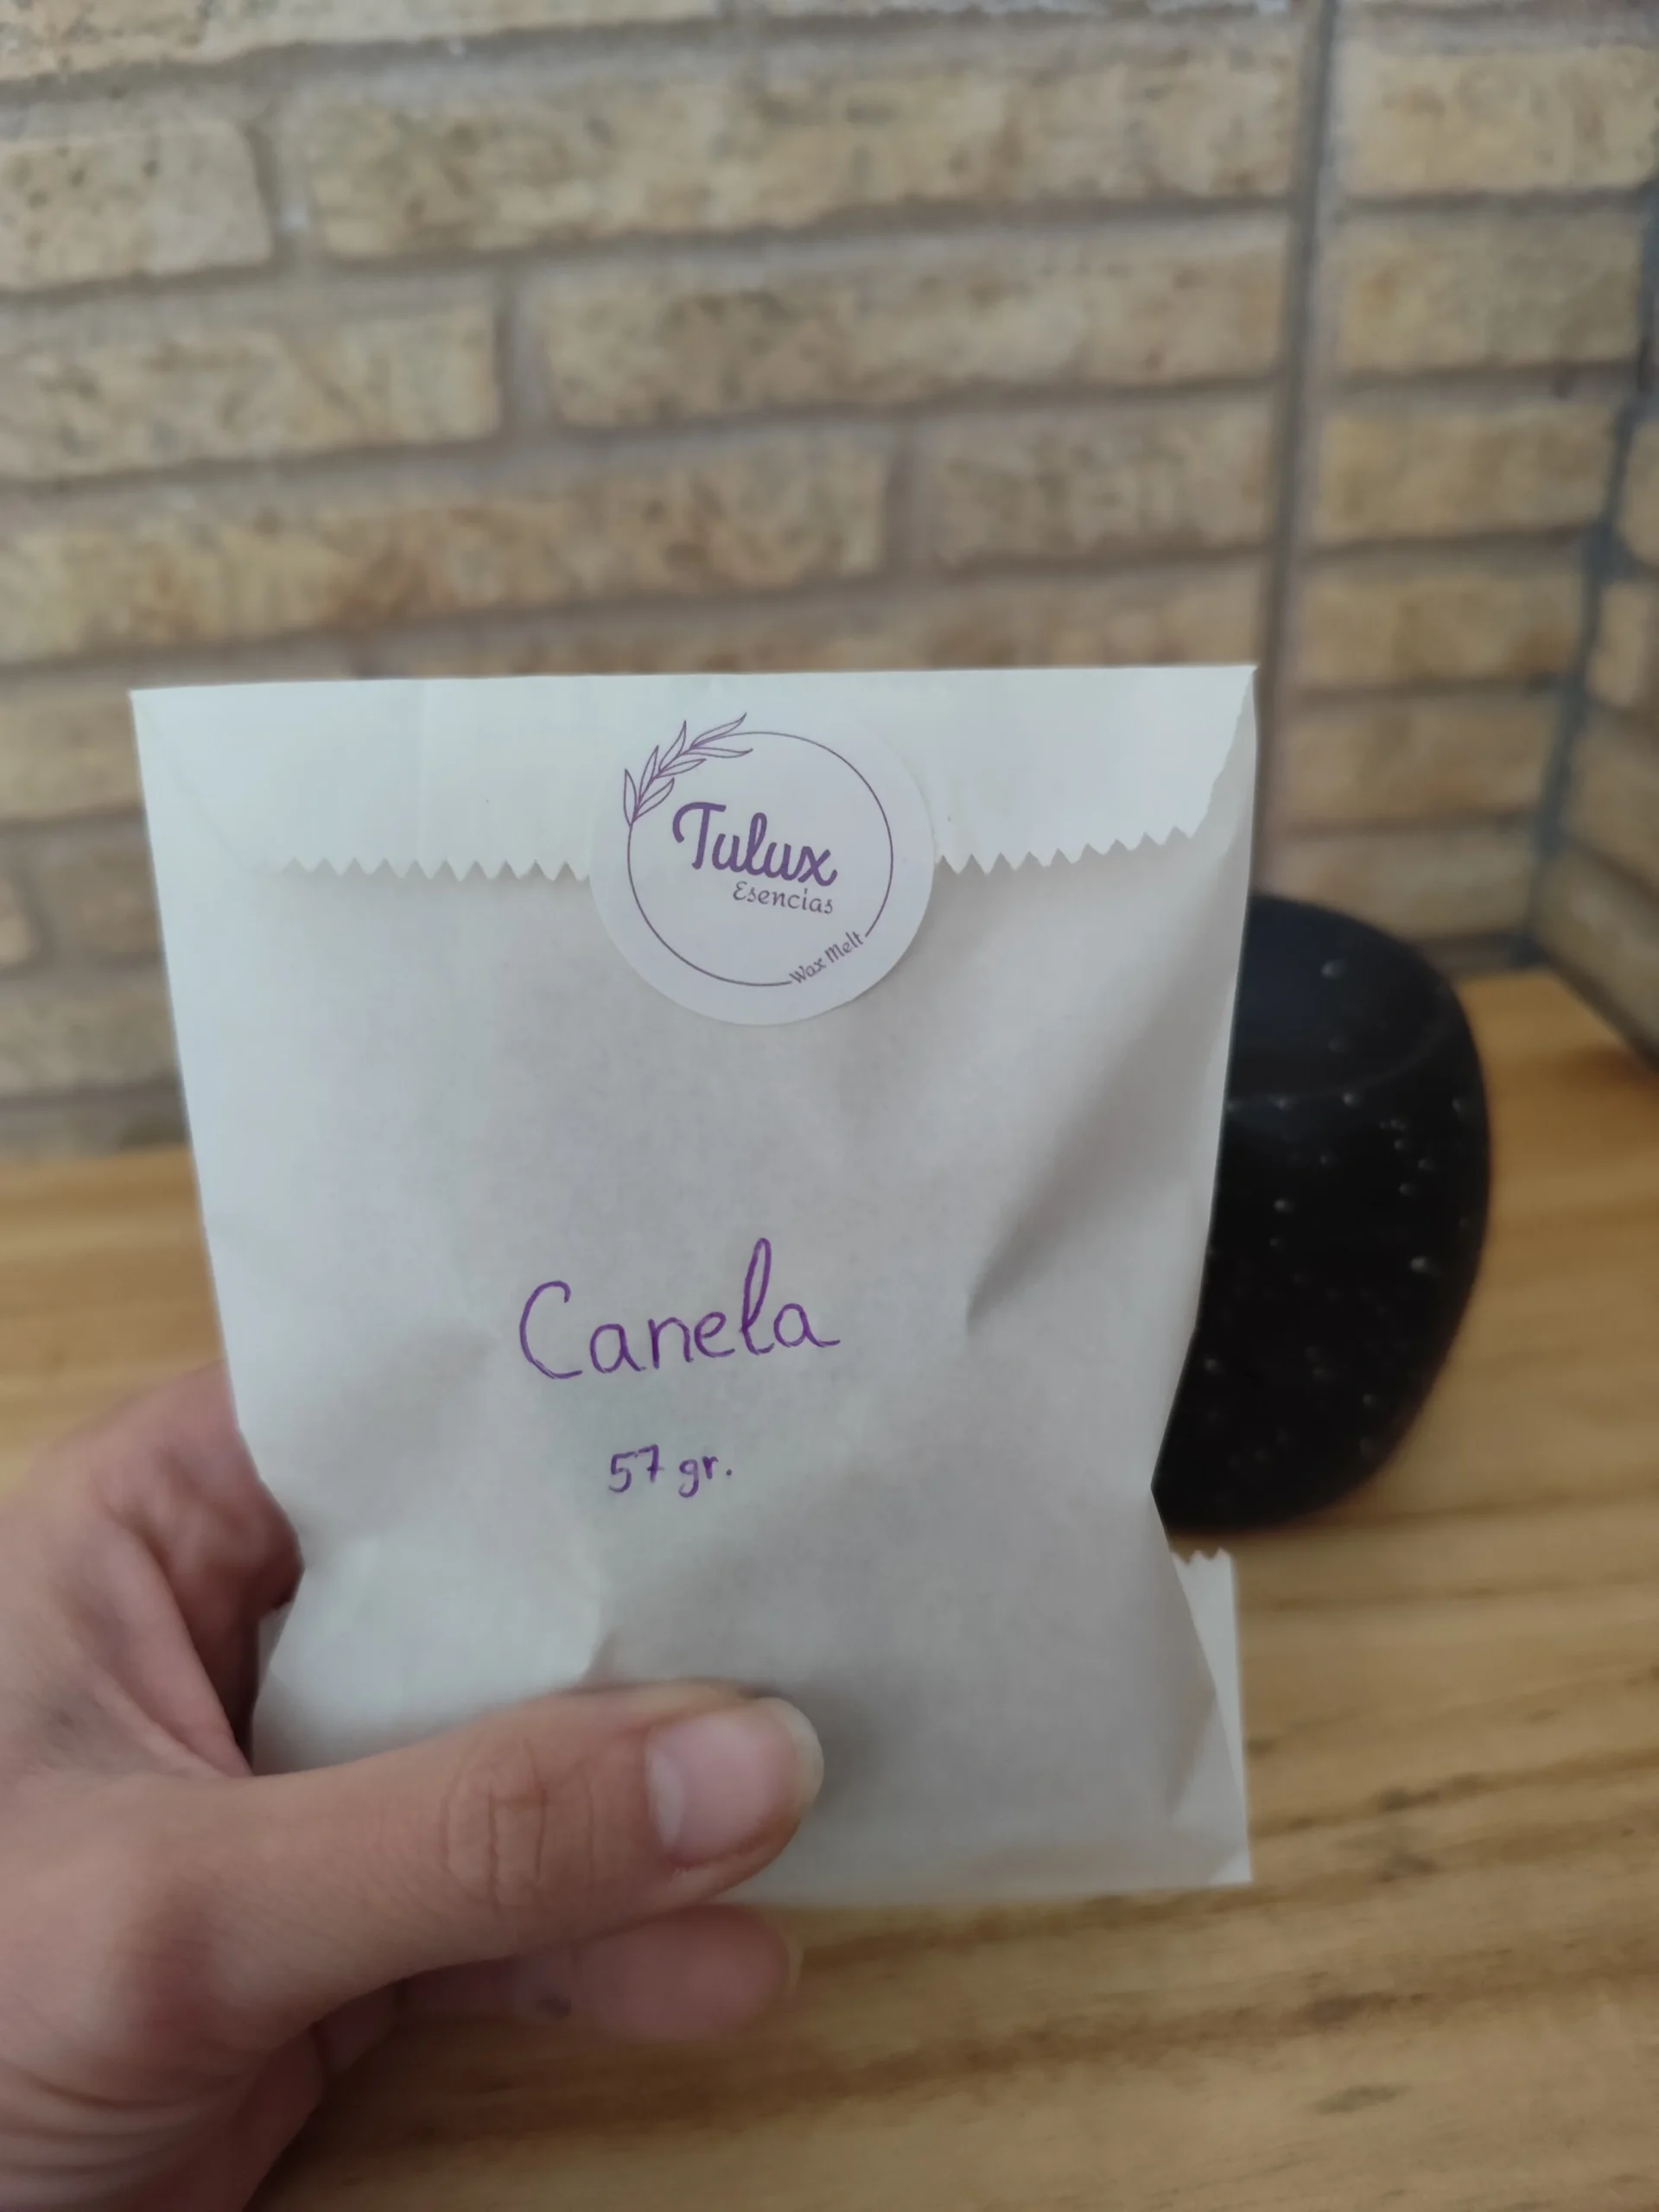 Tulux
Esencias
Wax Melt
Canela
57 gr.